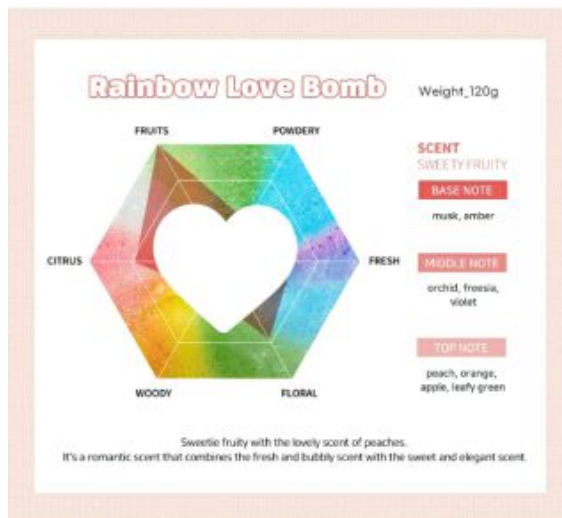 Rainbow Love Bomb
Weight_120g
FRUITS
POWDERY
CITRUS
FRESH
WOODY
FLORAL
SCENT
SWEETY FRUITY
BASE NOTE
musk, amber
MIDDLE NOTE
orchid, freesia,
violet
TOP NOTE
peach, orange,
apple, leafy green
Sweetie fruity with the lovely scent of peaches.
It's a romantic scent that combines the fresh and bubbly scent with the sweet and elegant scent.